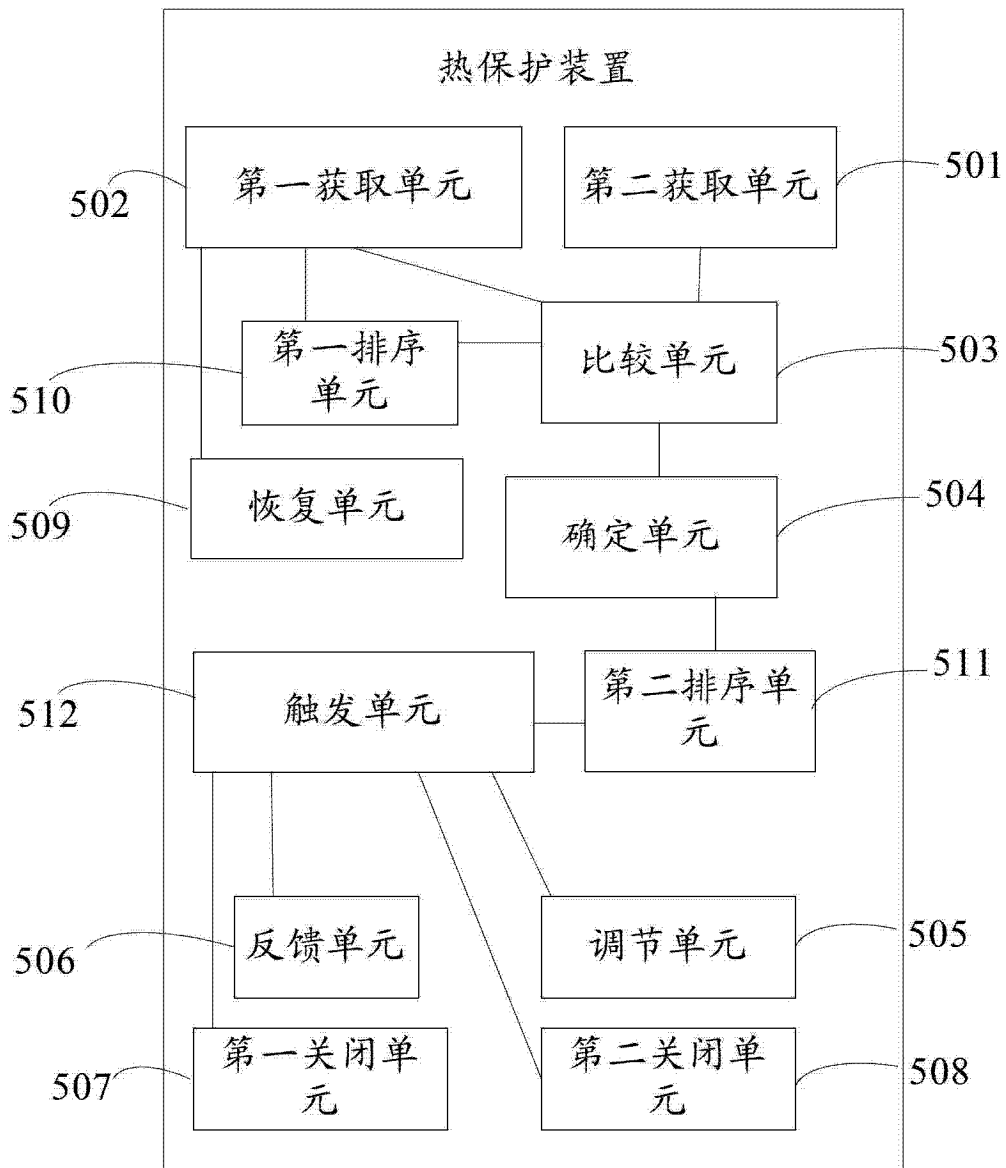 热保护装置
第一获取单元
502
第二获取单元
501
第一排序
单元
510
比较单元
503
恢复单元
509
确定单元
504
触发单元
512
第二排序单
元
511
反馈单元
506
调节单元
505
第一关闭单
元
507
第二关闭单
元
508